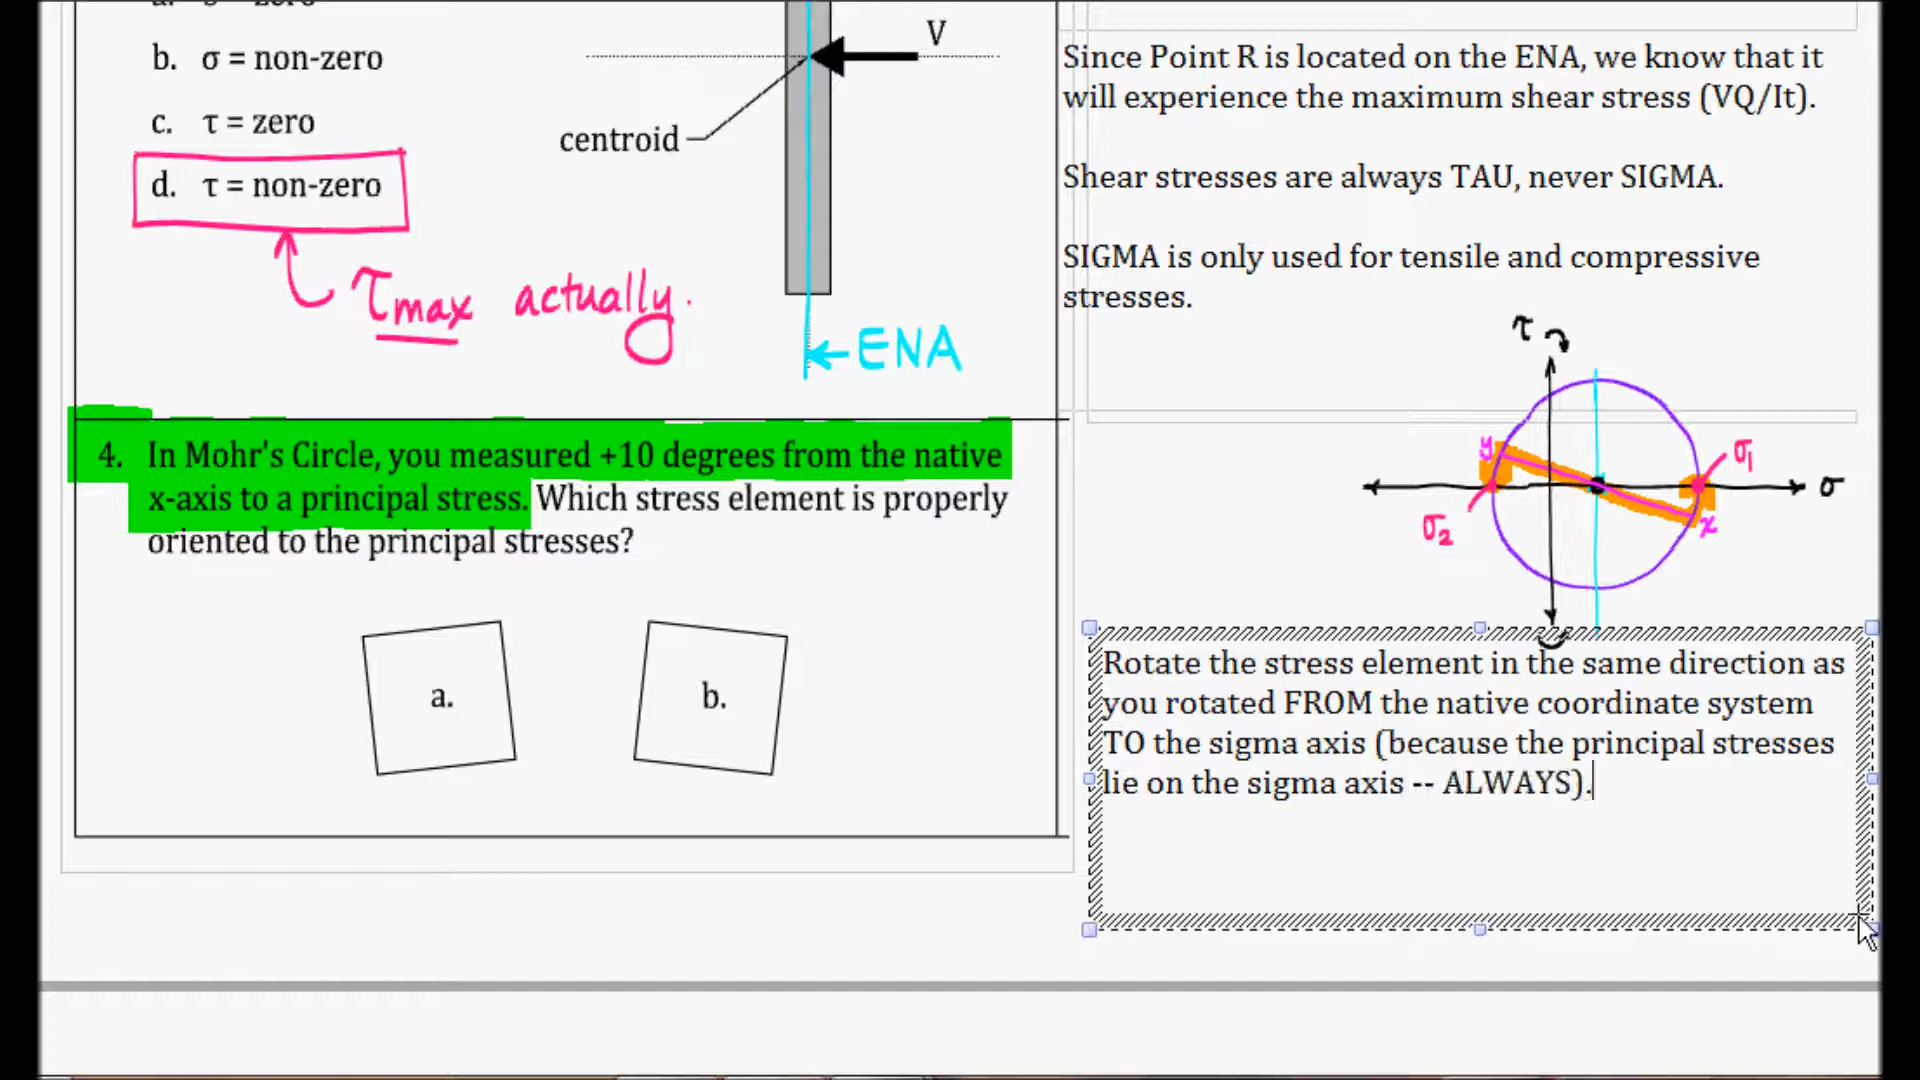 b. σ = non-zero
c. τ = zero
d. τ = non-zero
τmax actually.
V
centroid
ENA
4. In Mohr's Circle, you measured +10 degrees from the native
x-axis to a principal stress. Which stress element is properly
oriented to the principal stresses?
a.
b.
Since Point R is located on the ENA, we know that it
will experience the maximum shear stress (VQ/It).
Shear stresses are always TAU, never SIGMA.
SIGMA is only used for tensile and compressive
stresses.
τ
y
σ1
σ
σ2
x
Rotate the stress element in the same direction as
you rotated FROM the native coordinate system
TO the sigma axis (because the principal stresses
lie on the sigma axis -- ALWAYS).